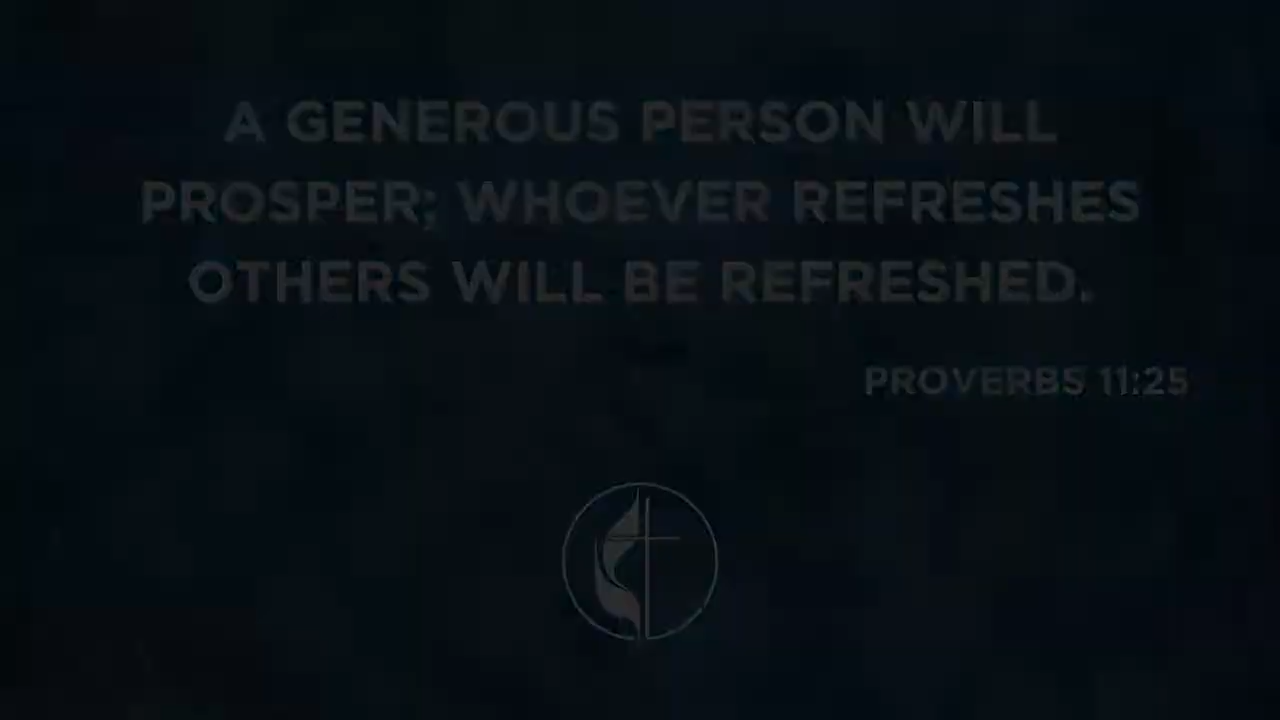 A GENEROUS PERSON WILL
PROSPER; WHOEVER REFRESHES
OTHERS WILL BE REFRESHED.
PROVERBS 11:25